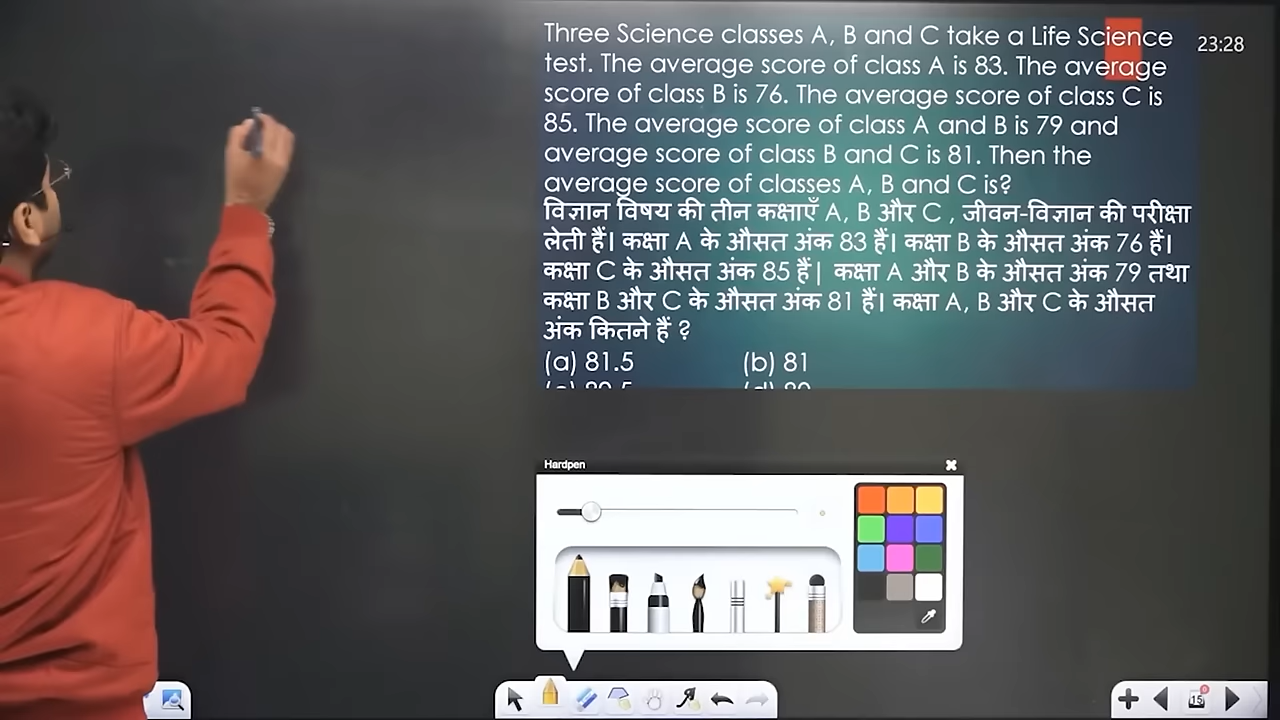 Three Science classes A, B and C take a Life Science
test. The average score of class A is 83. The average
score of class B is 76. The average score of class C is
85. The average score of class A and B is 79 and
average score of class B and C is 81. Then the
average score of classes A, B and C is?
विज्ञान विषय की तीन कक्षाएँ A, B और C , जीवन-विज्ञान की परीक्षा
लेती हैं। कक्षा A के औसत अंक 83 हैं। कक्षा B के औसत अंक 76 हैं।
कक्षा C के औसत अंक 85 हैं| कक्षा A और B के औसत अंक 79 तथा
कक्षा B और C के औसत अंक 81 हैं। कक्षा A, B और C के औसत
अंक कितने हैं ?
(a) 81.5 (b) 81
23:28
Hardpen
15